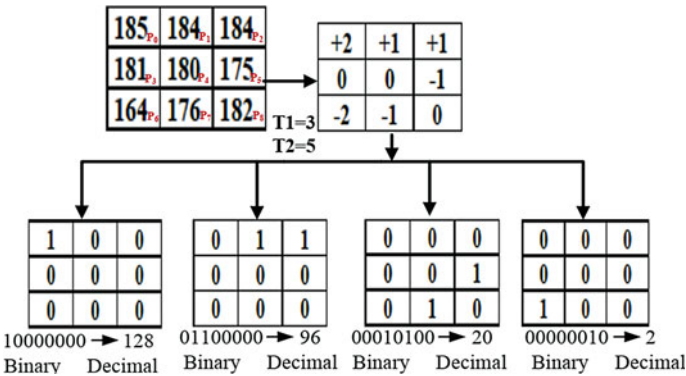 185P0 184P1 184P2
181P3 180P4 175P5
164P6 176P7 182P8
+2 +1 +1
0 0 -1
-2 -1 0
T1=3
T2=5
1 0 0
0 0 0
0 0 0
0 1 1
0 0 0
0 0 0
0 0 0
0 0 1
0 1 0
0 0 0
0 0 0
1 0 0
10000000 → 128
Binary Decimal
01100000 → 96
Binary Decimal
00010100 → 20
Binary Decimal
00000010 → 2
Binary Decimal